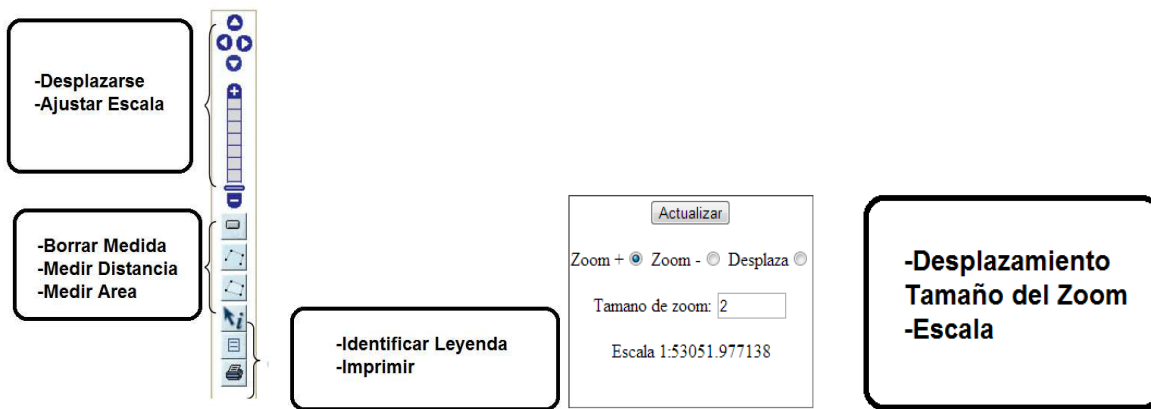 -Desplazarse
-Ajustar Escala
-Borrar Medida
-Medir Distancia
-Medir Area
-Identificar Leyenda
-Imprimir
Actualizar
Zoom + Zoom - Desplaza
Tamano de zoom: 2
Escala 1:53051.977138
-Desplazamiento
Tamaño del Zoom
-Escala